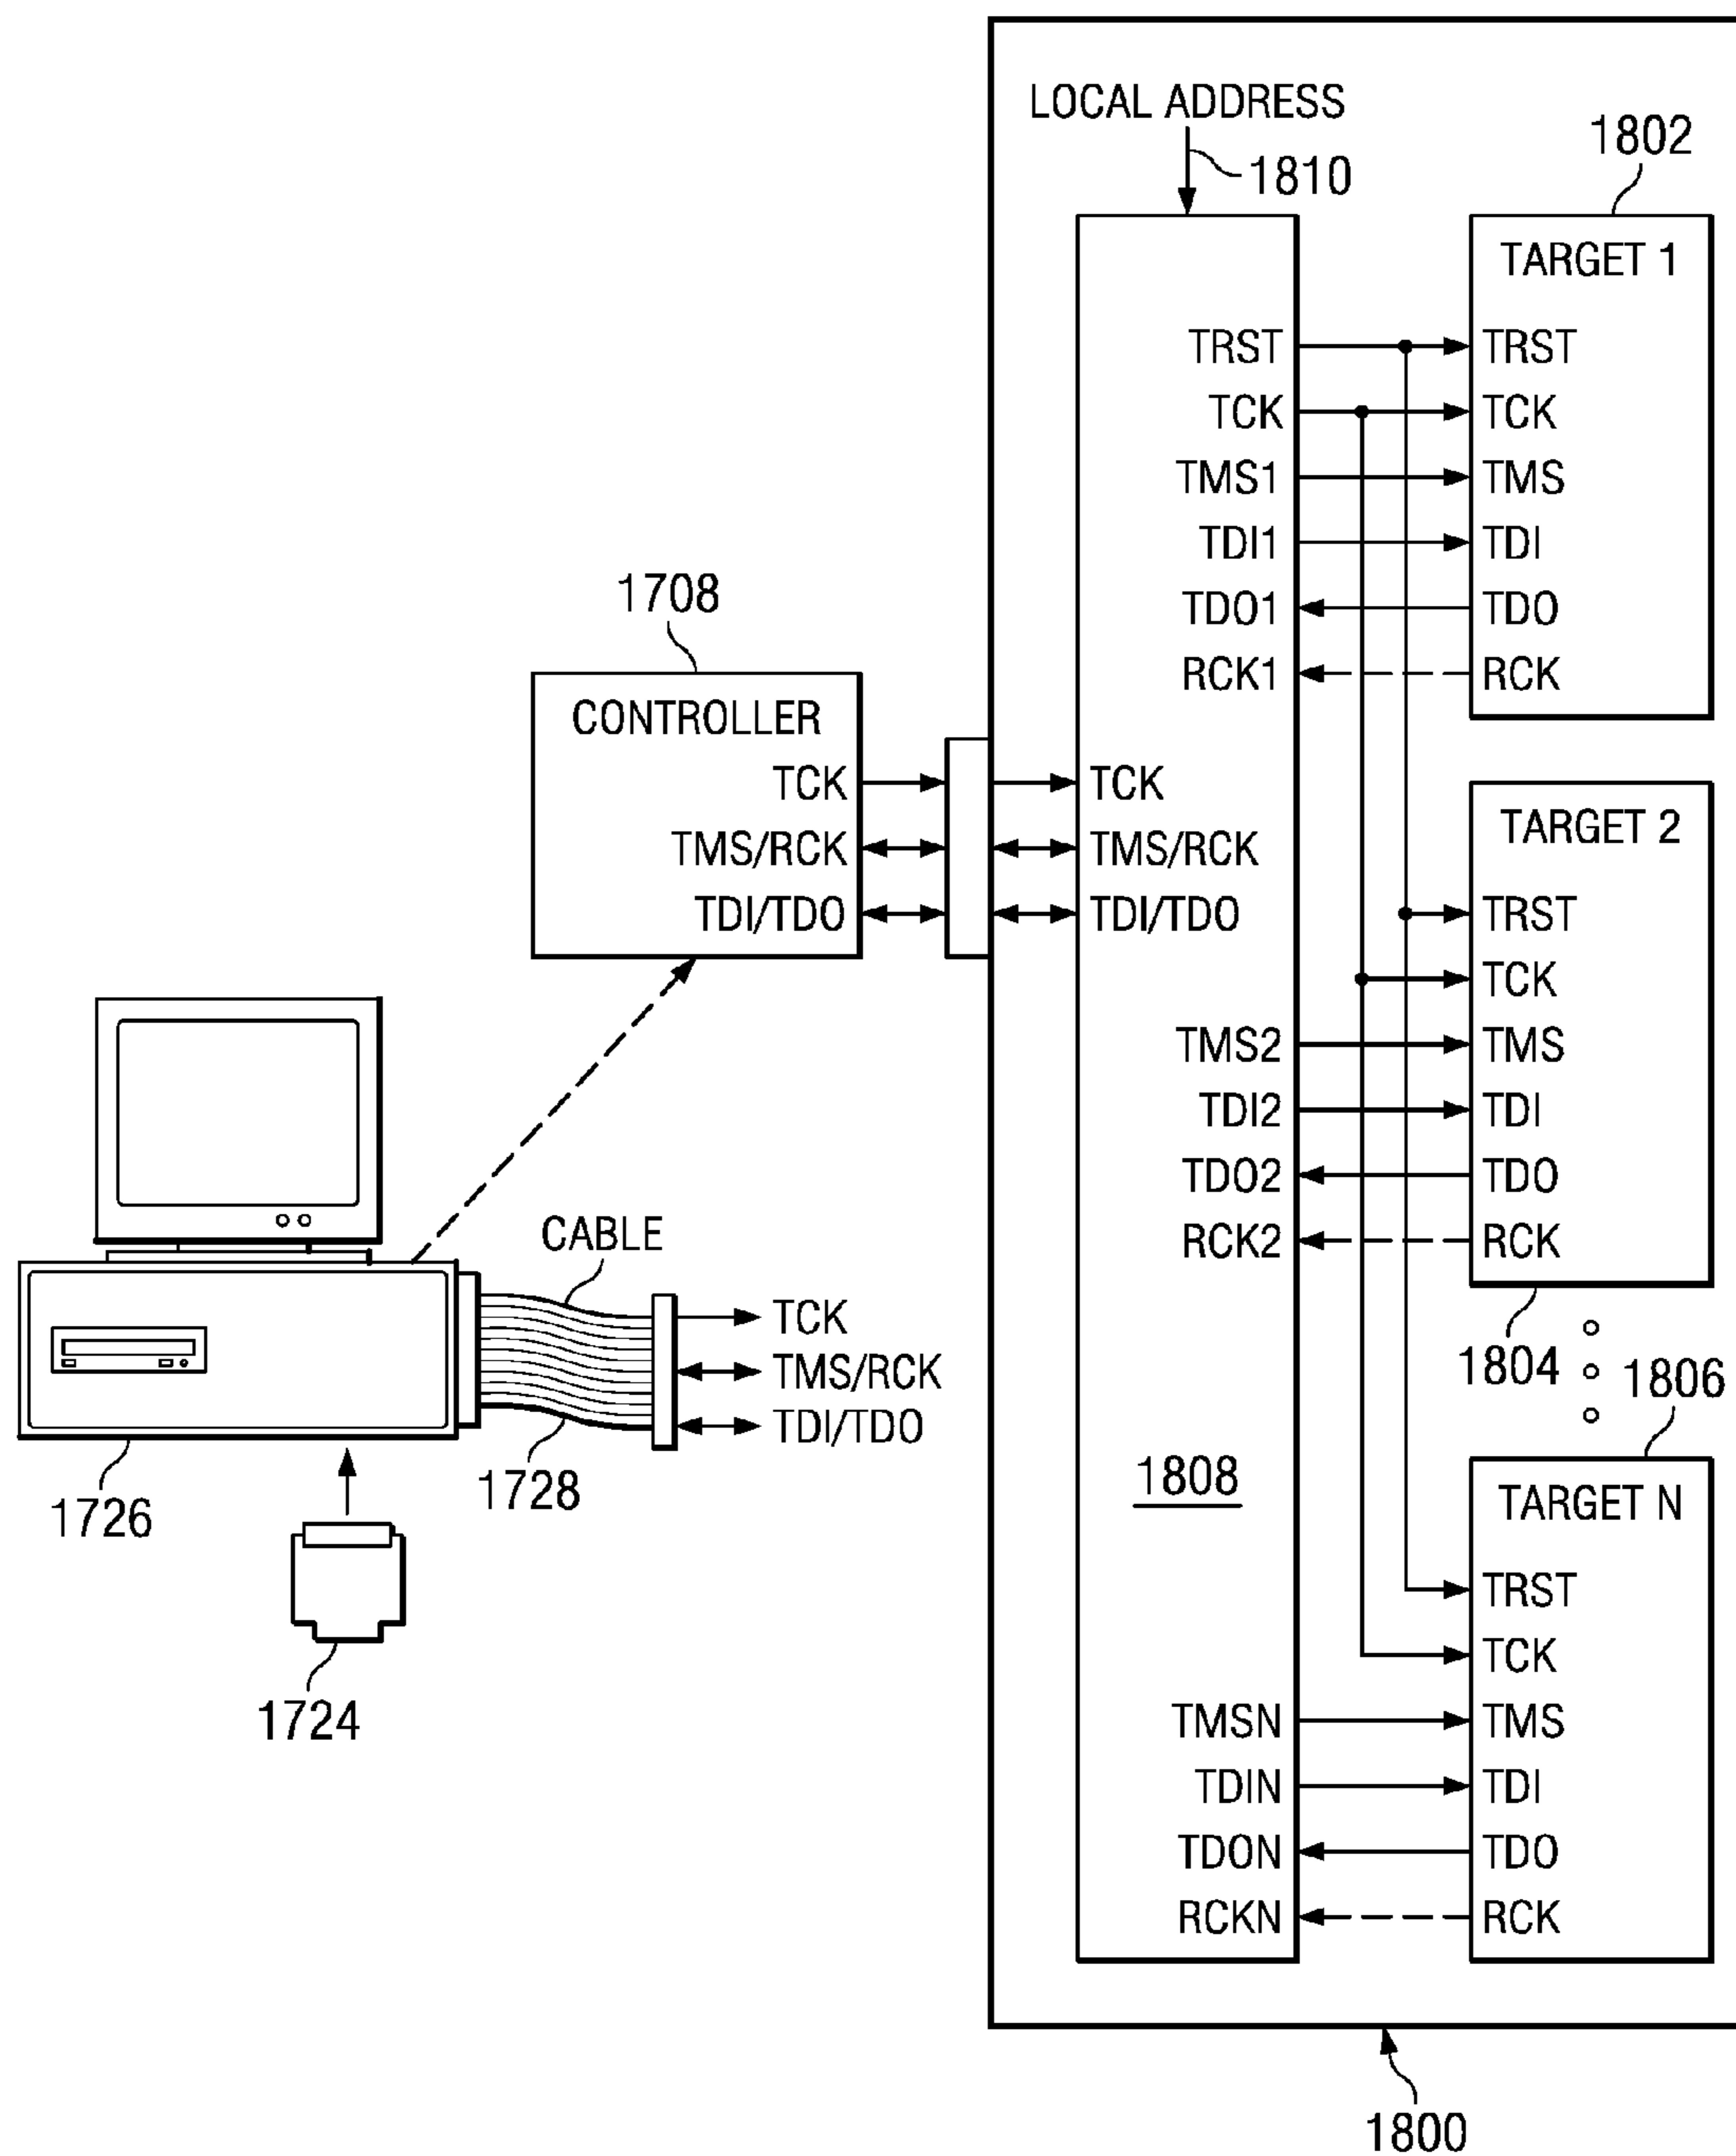 LOCAL ADDRESS
1810
1802
TARGET 1
TRST
TCK
TMS1
TDI1
TDO1
RCK1
TRST
TCK
TMS
TDI
TDO
RCK
1708
CONTROLLER
TCK
TMS/RCK
TDI/TDO
TCK
TMS/RCK
TDI/TDO
TARGET 2
TRST
TCK
TMS2
TDI2
TDO2
RCK2
TMS
TDI
TDO
RCK
1804
1806
CABLE
TCK
TMS/RCK
TDI/TDO
1726
1728
1724
1808
TARGET N
TRST
TCK
TMSN
TDIN
TDON
RCKN
TMS
TDI
TDO
RCK
1800